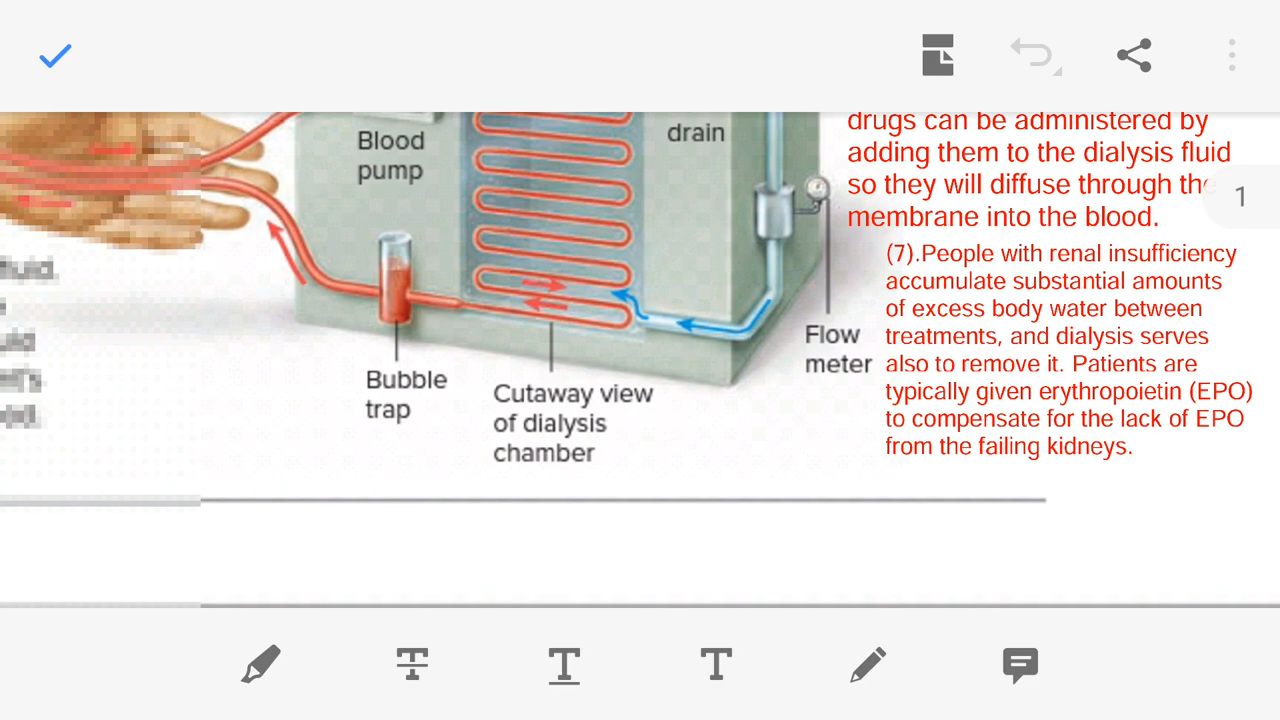 Blood
pump
drain
drugs can be administered by
adding them to the dialysis fluid
so they will diffuse through the
membrane into the blood.
1
(7).People with renal insufficiency
accumulate substantial amounts
of excess body water between
treatments, and dialysis serves
also to remove it. Patients are
typically given erythropoietin (EPO)
to compensate for the lack of EPO
from the failing kidneys.
fluid.
Flow
meter
Bubble
trap
Cutaway view
of dialysis
chamber